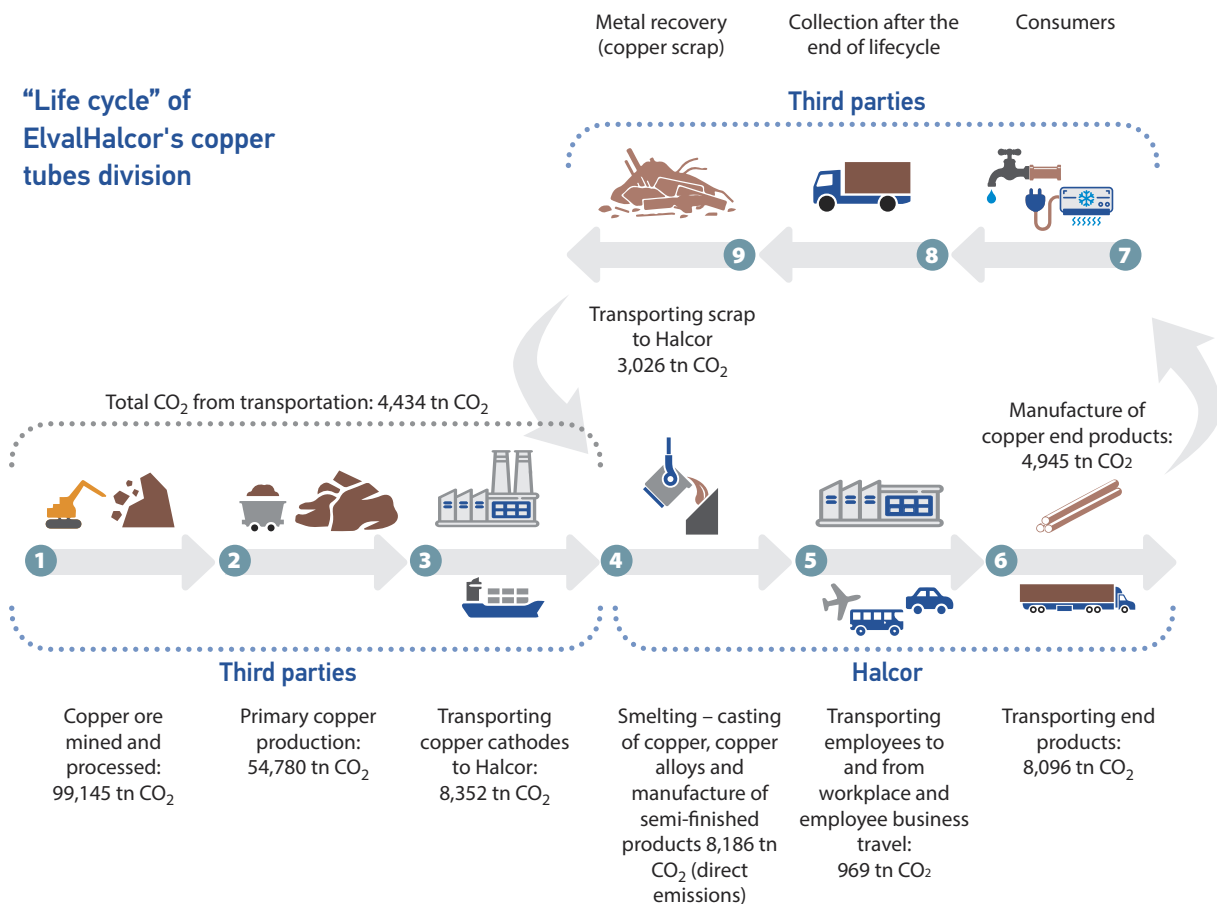 “Life cycle” of
ElvalHalcor's copper
tubes division
Metal recovery
(copper scrap)
Collection after the
end of lifecycle
Consumers
Third parties
9
8
7
Transporting scrap
to Halcor
3,026 tn CO₂
Total CO₂ from transportation: 4,434 tn CO₂
Manufacture of
copper end products:
4,945 tn CO₂
1
2
3
4
5
6
Third parties
Halcor
Copper ore
mined and
processed:
99,145 tn CO₂
Primary copper
production:
54,780 tn CO₂
Transporting
copper cathodes
to Halcor:
8,352 tn CO₂
Smelting – casting
of copper, copper
alloys and
manufacture of
semi-finished
products 8,186 tn
CO₂ (direct
emissions)
Transporting
employees to
and from
workplace and
employee business
travel:
969 tn CO₂
Transporting end
products:
8,096 tn CO₂